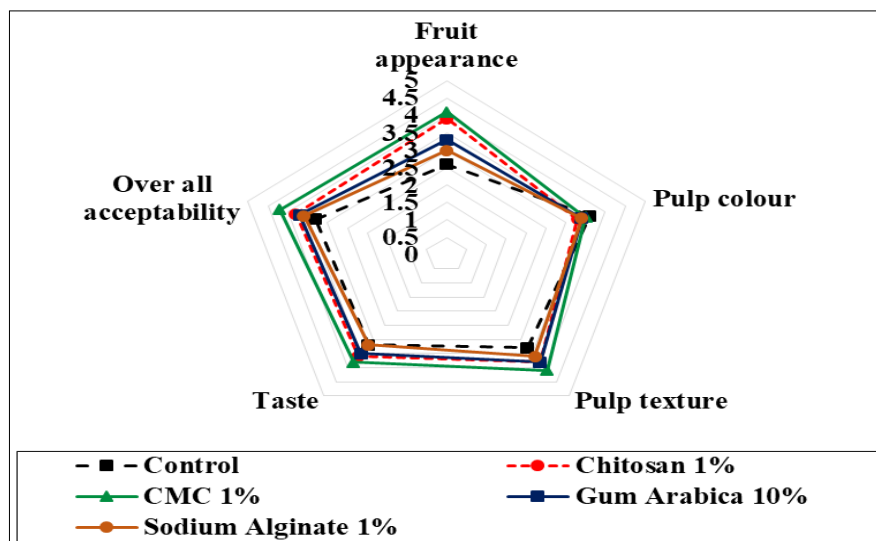 Fruit
appearance
5
4.5
4
3.5
3
2.5
2
1.5
1
0.5
0
Pulp colour
Over all
acceptability
Taste
Pulp texture
Control
Chitosan 1%
CMC 1%
Gum Arabica 10%
Sodium Alginate 1%